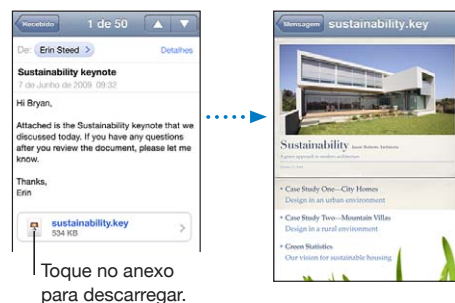 Recebido
1 de 50
De: Erin Steed
Detalhes
Sustainability keynote
7 de Junho de 2009 09:32
Hi Bryan,
Attached is the Sustainability keynote that we
discussed today. If you have any questions
after you review the document, please let me
know.
Thanks,
Erin
sustainability.key
534 KB
Toque no anexo
para descarregar.
Mensagem
sustainability.key
Sustainability
• Case Study One—City Homes
Design in an urban environment
• Case Study Two—Mountain Villas
Design in a rural environment
• Green Statistics
Our vision for sustainable housing